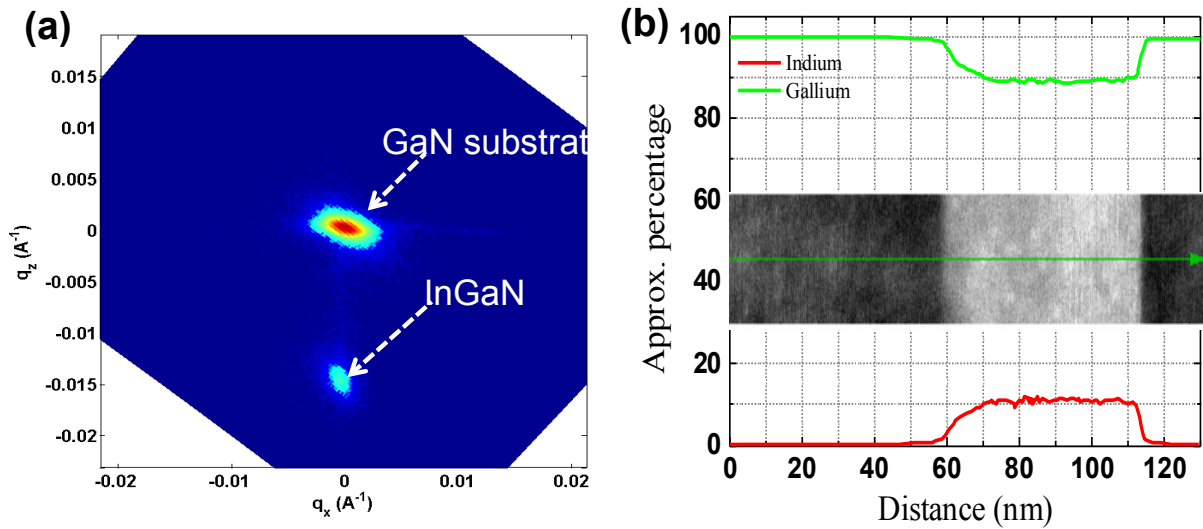 (a)
0.015
0.01
0.005
0
-0.005
-0.01
-0.015
-0.02
q_z (A^-1)
GaN substrat
InGaN
-0.02
-0.01
0
0.01
0.02
q_x (A^-1)
(b)
100
80
60
40
20
0
Approx. percentage
Indium
Gallium
0
20
40
60
80
100
120
Distance (nm)